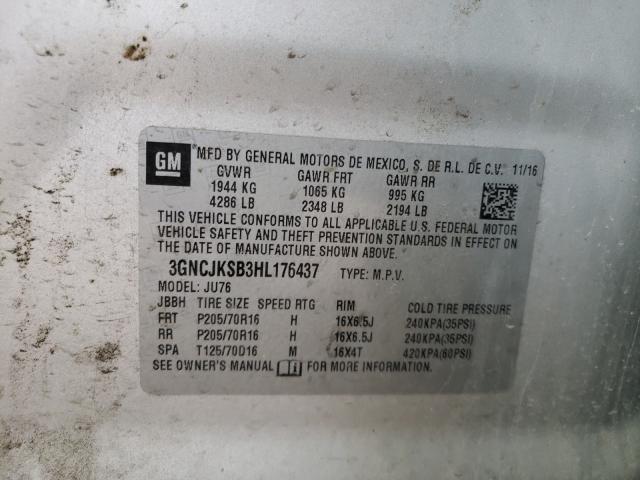 GM
*MFD BY GENERAL MOTORS DE MEXICO, S. DE R.L. DE C.V. 11/16
GVWR GAWR FRT GAWR RR
1944 KG 1065 KG 995 KG
4286 LB 2348 LB 2194 LB
THIS VEHICLE CONFORMS TO ALL APPLICABLE U.S. FEDERAL MOTOR
VEHICLE SAFETY AND THEFT PREVENTION STANDARDS IN EFFECT ON
THE DATE OF MANUFACTURE SHOWN ABOVE.
3GNCJKSB3HL176437 TYPE: M.P.V.
MODEL: JU76
JBBH TIRE SIZE SPEED RTG RIM COLD TIRE PRESSURE
FRT P205/70R16 H 16X6.5J 240KPA(35PSI)
RR P205/70R16 H 16X6.5J 240KPA(35PSI)
SPA T125/70D16 M 16X4T 420KPA(60PSI)
SEE OWNER'S MANUAL FOR MORE INFORMATION.